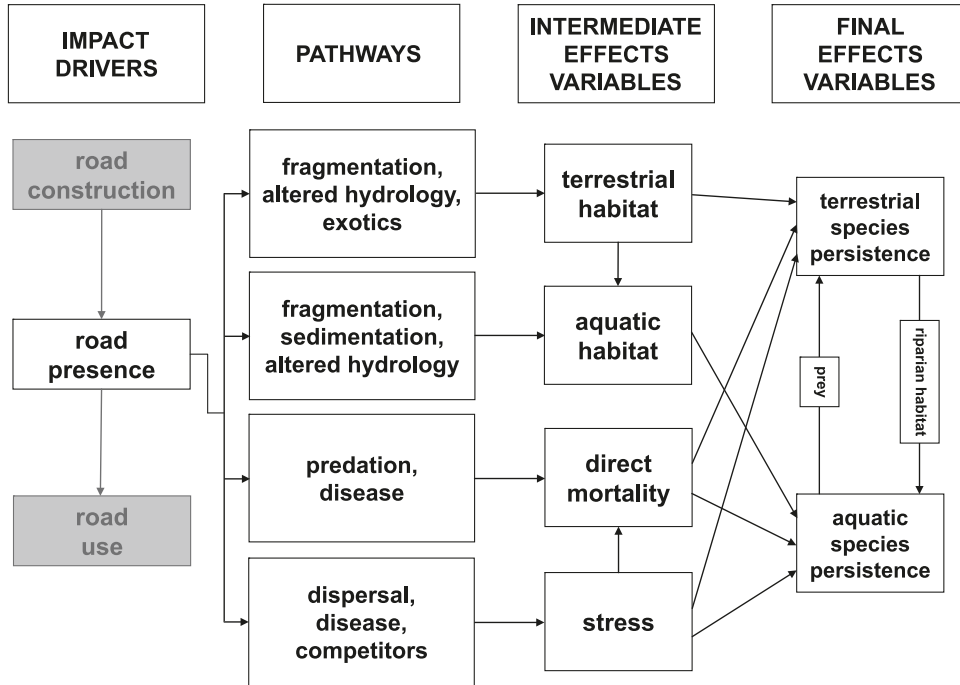 IMPACT
DRIVERS
PATHWAYS
INTERMEDIATE
EFFECTS
VARIABLES
FINAL
EFFECTS
VARIABLES
road
construction
road
presence
road
use
fragmentation,
altered hydrology,
exotics
fragmentation,
sedimentation,
altered hydrology
predation,
disease
dispersal,
disease,
competitors
terrestrial
habitat
aquatic
habitat
direct
mortality
stress
terrestrial
species
persistence
prey
riparian habitat
aquatic
species
persistence